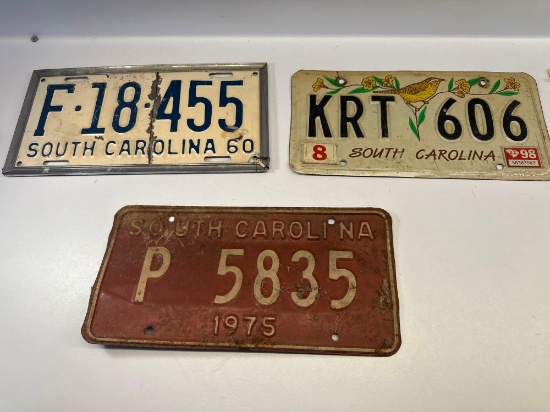 F·18·455
SOUTH CAROLINA 60
KRT 606
8 SOUTH CAROLINA 98
SOUTH CAROLINA
P 5835
1975